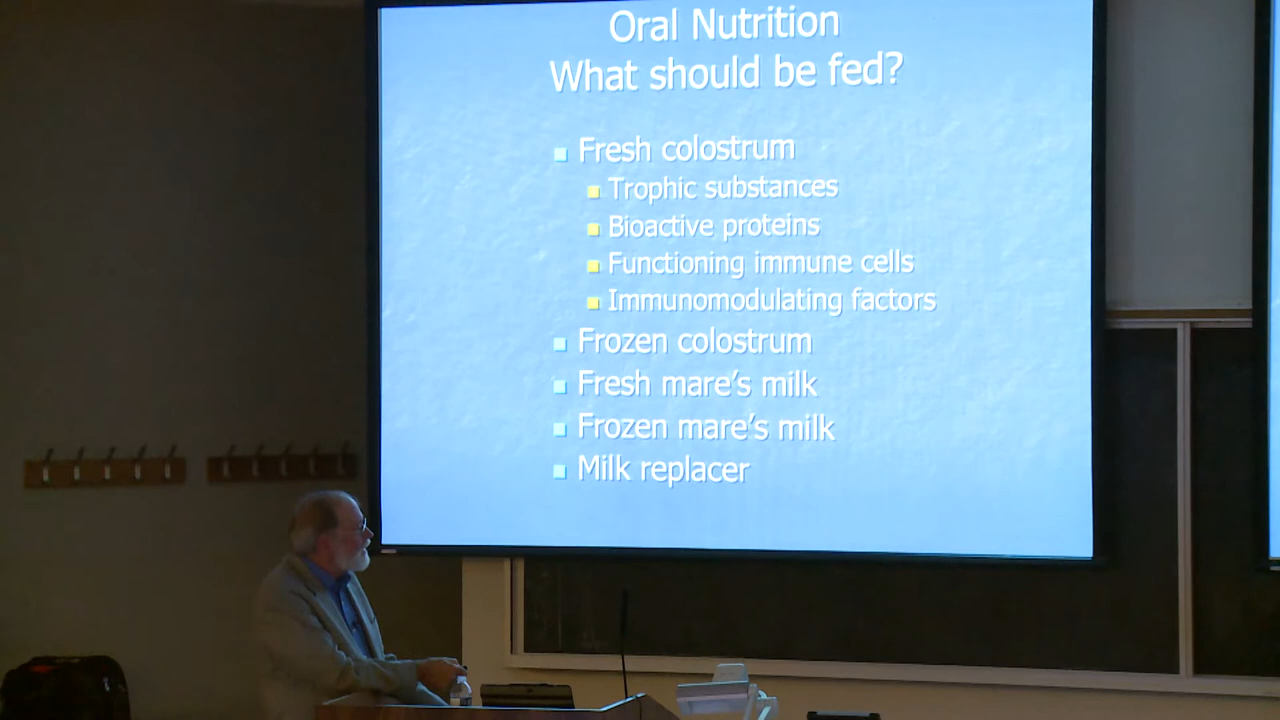 Oral Nutrition
What should be fed?
Fresh colostrum
Trophic substances
Bioactive proteins
Functioning immune cells
Immunomodulating factors
Frozen colostrum
Fresh mare's milk
Frozen mare's milk
Milk replacer